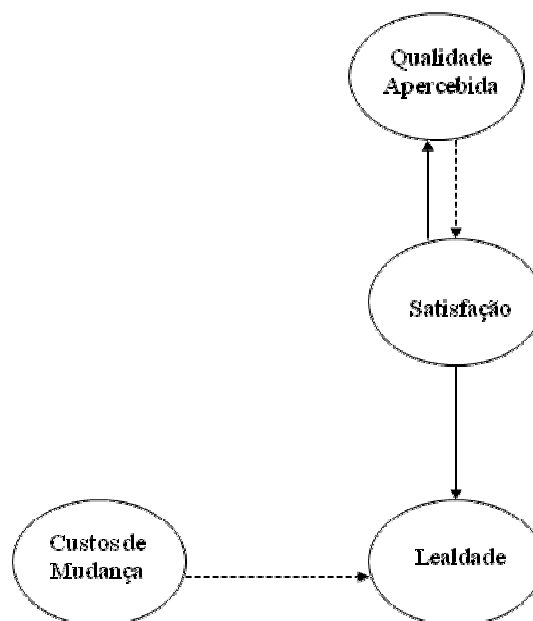 Qualidade
Apercebida
Satisfação
Custos de
Mudança
Lealdade